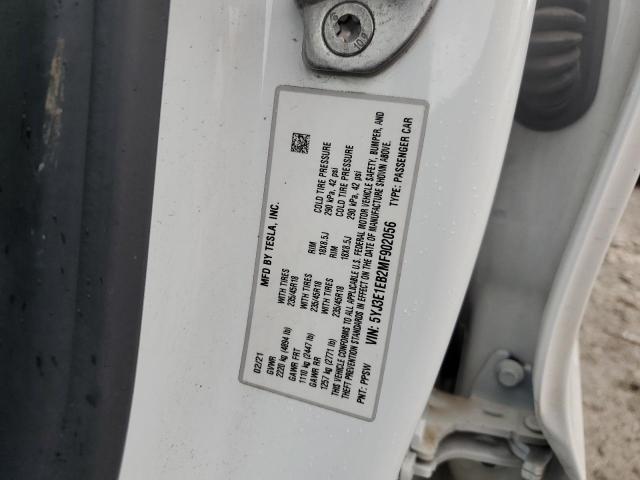 MFD BY TESLA, INC.
02/21
GVWR WITH TIRES RIM COLD TIRE PRESSURE
2220 kg (4894 lb) 235/45R18 18X8.5J 290 kPa, 42 psi
GAWR FRT WITH TIRES RIM COLD TIRE PRESSURE
1110 kg (2447 lb) 235/45R18 18X8.5J 290 kPa, 42 psi
GAWR RR WITH TIRES
1257 kg (2771 lb) 235/45R18
THIS VEHICLE CONFORMS TO ALL APPLICABLE U.S. FEDERAL MOTOR VEHICLE SAFETY, BUMPER, AND
THEFT PREVENTION STANDARDS IN EFFECT ON THE DATE OF MANUFACTURE SHOWN ABOVE.
VIN: 5YJ3E1EB2MF902056
PNT: PPSW TYPE: PASSENGER CAR